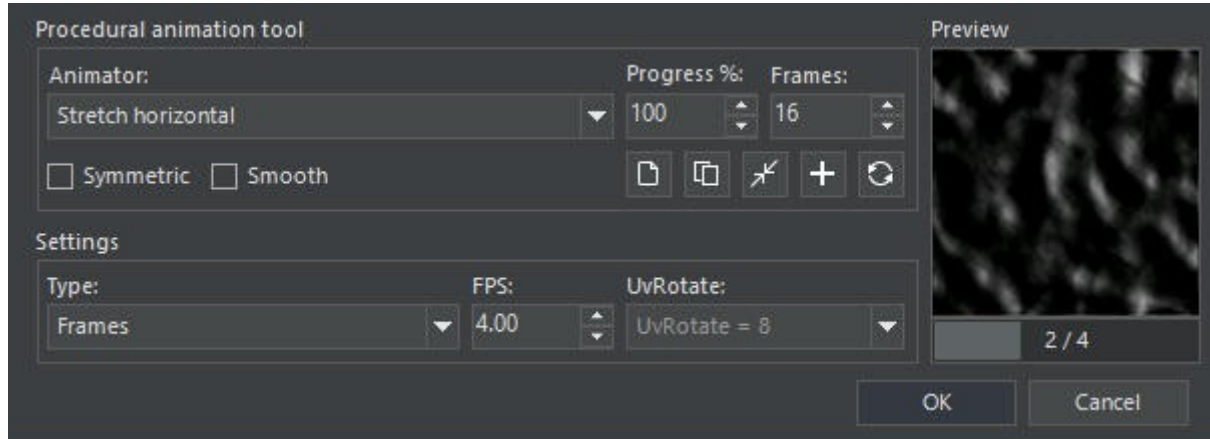 Procedural animation tool
Preview
Animator:
Progress %:
Frames:
Stretch horizontal
100
16
Symmetric
Smooth
Settings
Type:
FPS:
UvRotate:
Frames
4.00
UvRotate = 8
2 / 4
OK
Cancel